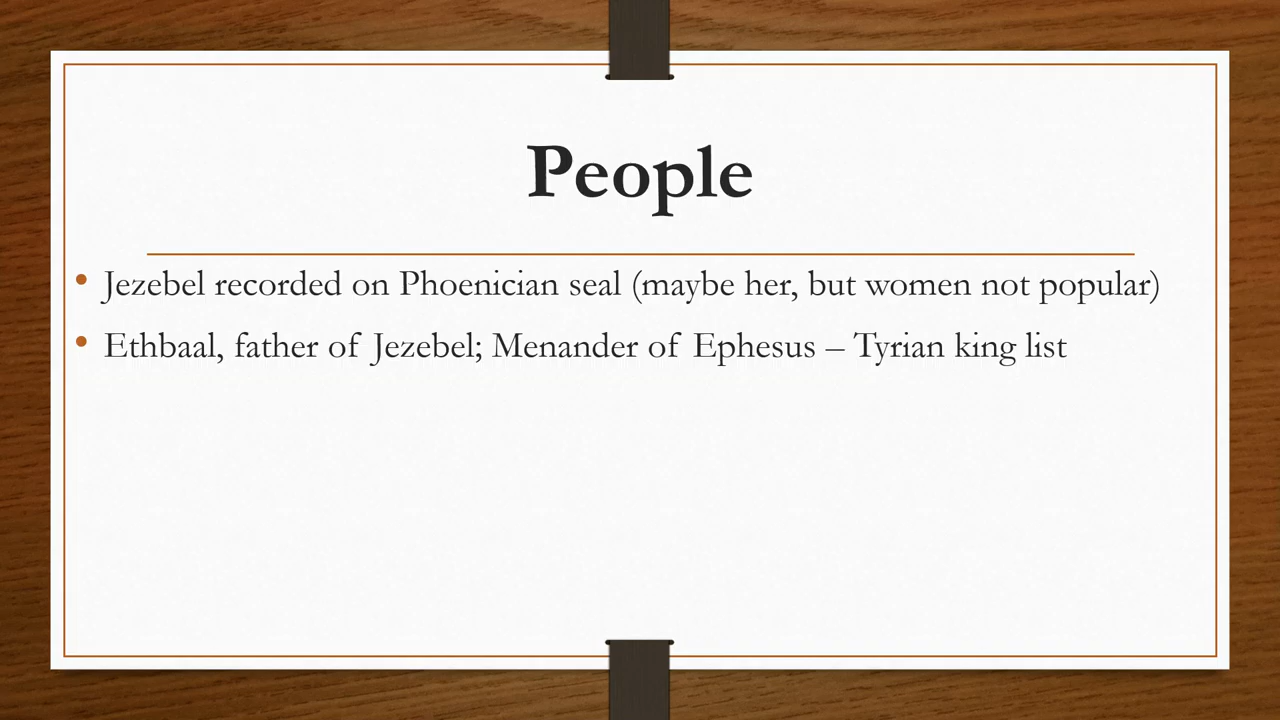 People
• Jezebel recorded on Phoenician seal (maybe her, but women not popular)
• Ethbaal, father of Jezebel; Menander of Ephesus – Tyrian king list